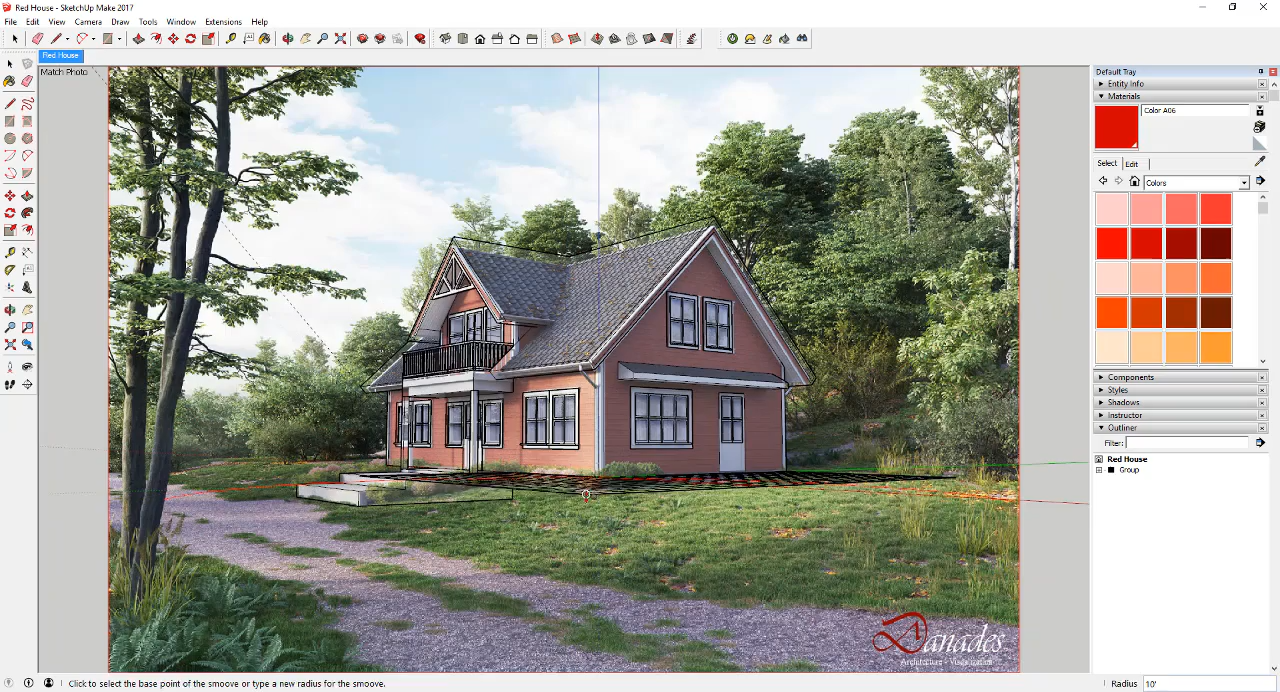 Red House - SketchUp Make 2017
File Edit View Camera Draw Tools Window Extensions Help
Red House
Match Photo
Default Tray
Entity Info
Materials
Color A06
Select Edit
Colors
Components
Styles
Shadows
Instructor
Outliner
Filter:
Red House
Group
Danades
Architecture - Visualization
Click to select the base point of the smoove or type a new radius for the smoove.
Radius 10'